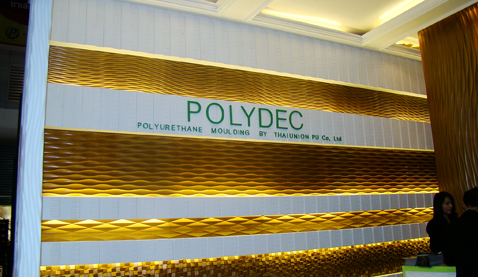 POLYDEC
POLYURETHANE MOULDING BY THAIUNION PU Co., Ltd.